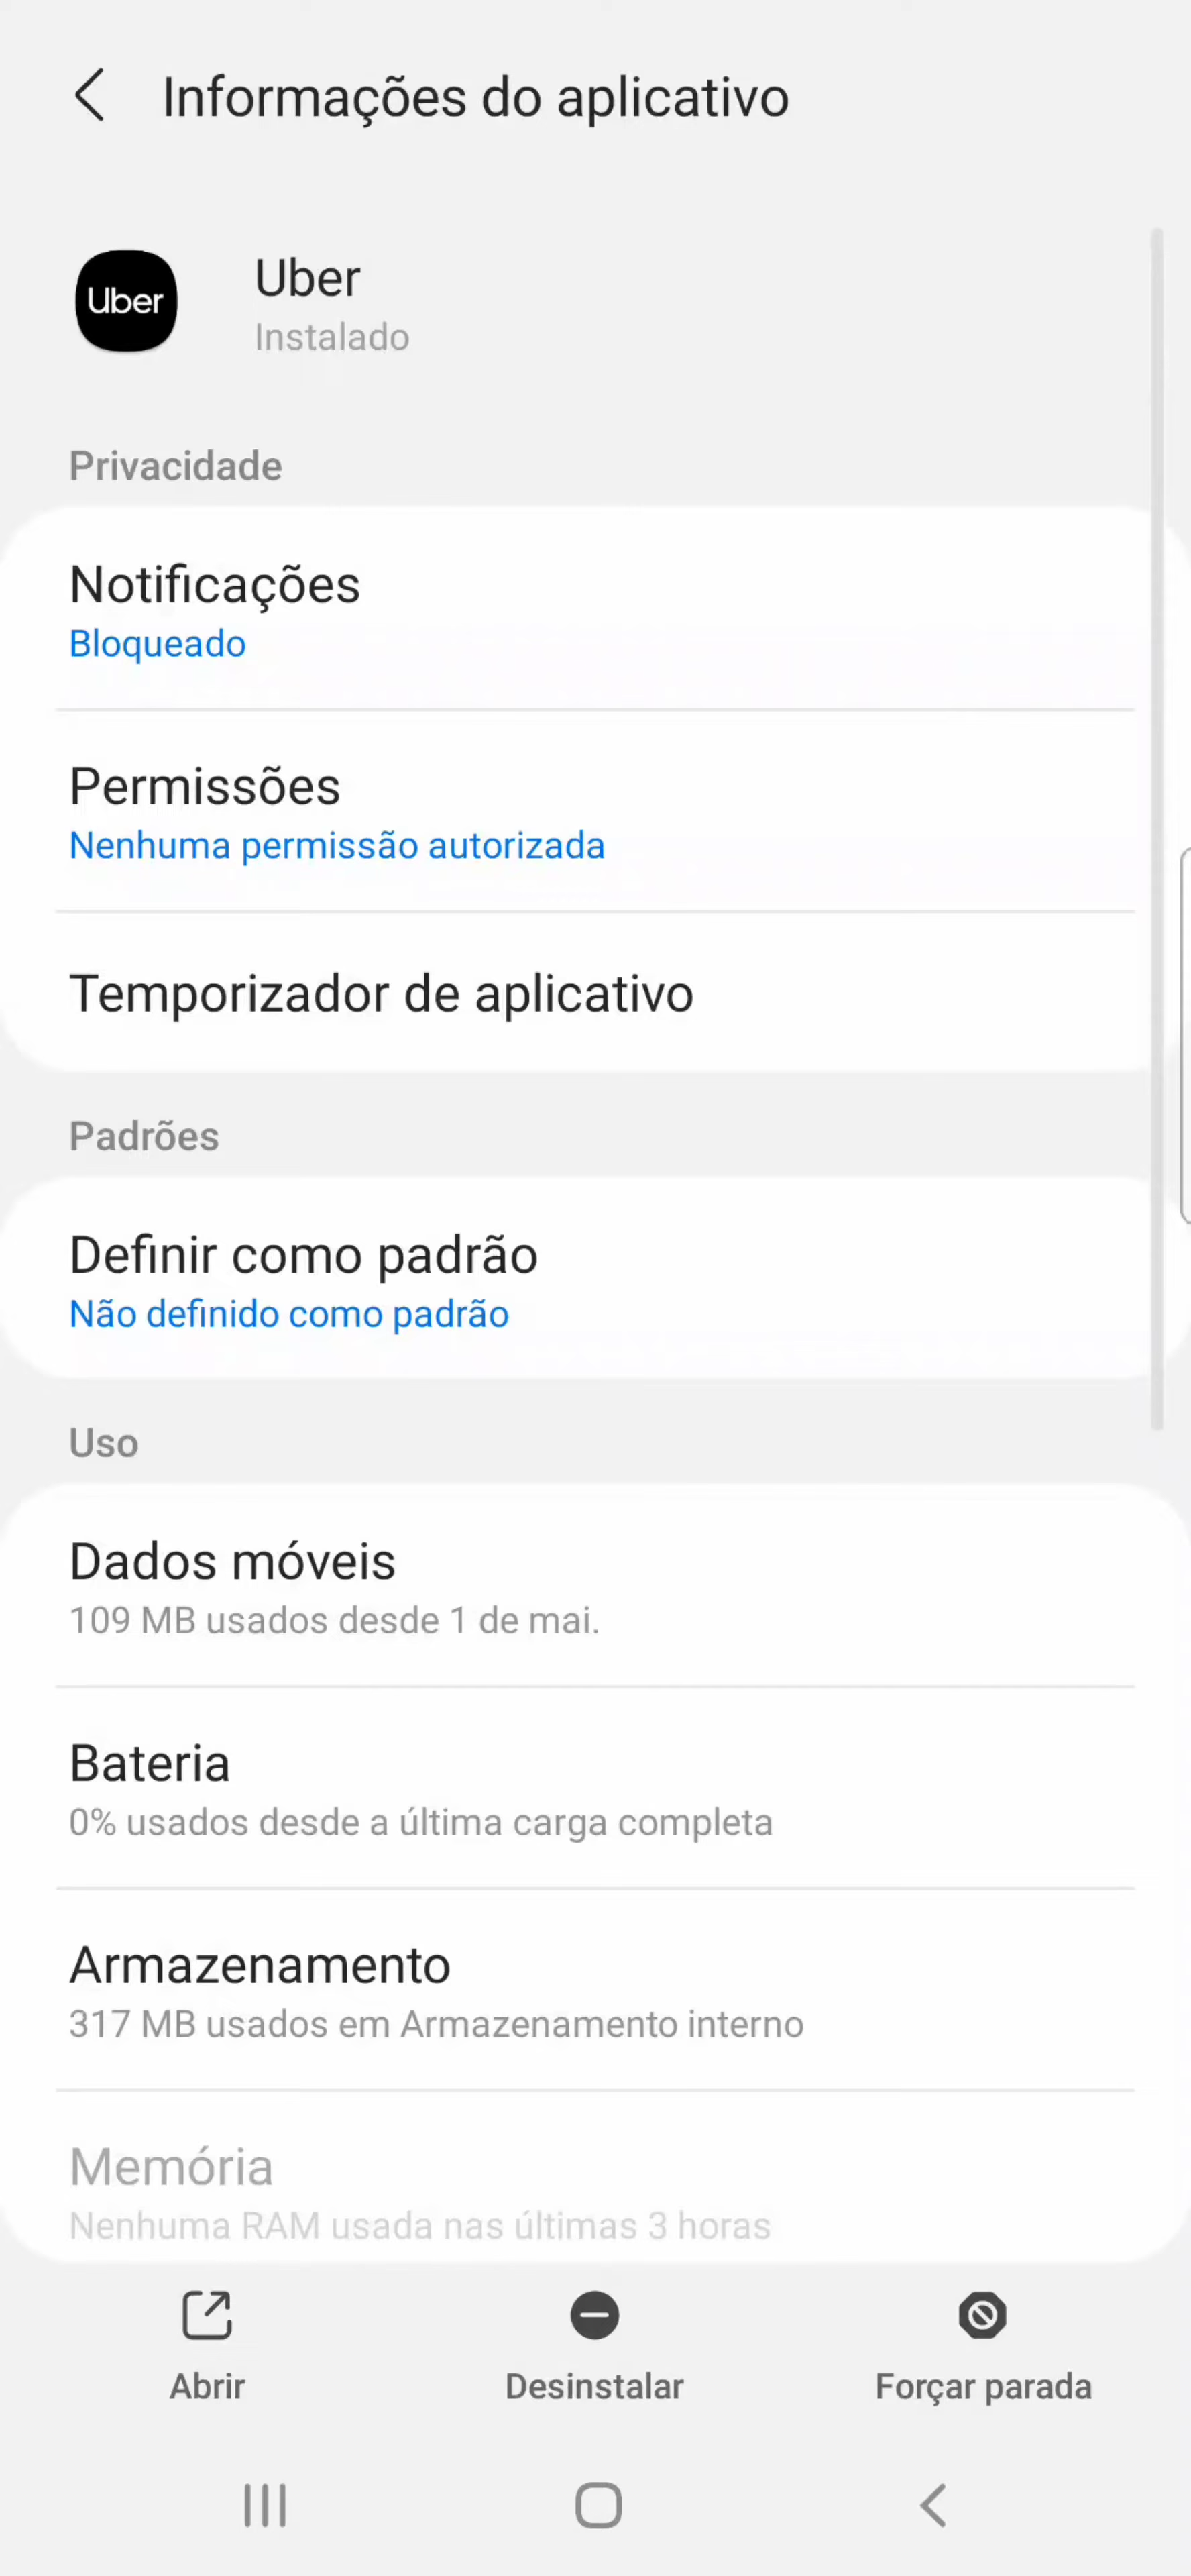 Informações do aplicativo
Uber
Uber
Instalado
Privacidade
Notificações
Bloqueado
Permissões
Nenhuma permissão autorizada
Temporizador de aplicativo
Padrões
Definir como padrão
Não definido como padrão
Uso
Dados móveis
109 MB usados desde 1 de mai.
Bateria
0% usados desde a última carga completa
Armazenamento
317 MB usados em Armazenamento interno
Memória
Nenhuma RAM usada nas últimas 3 horas
Abrir
Desinstalar
Forçar parada